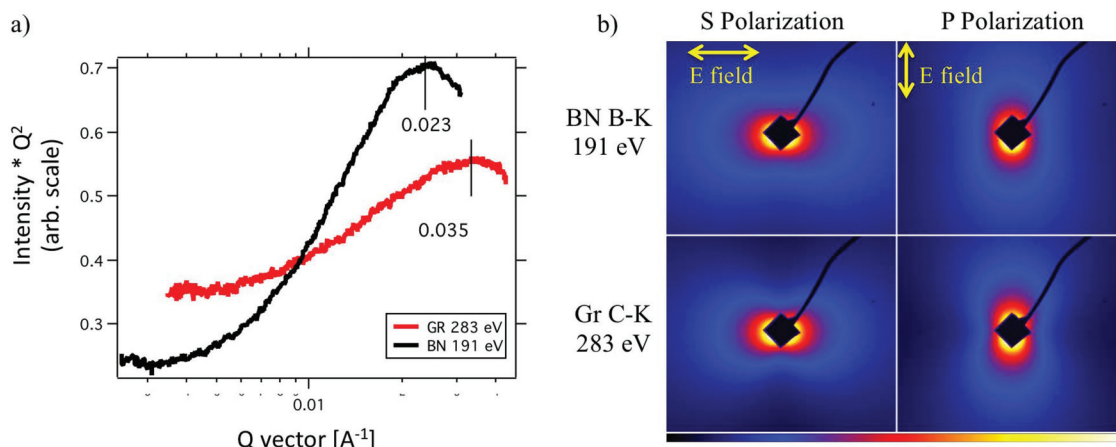 a)
Intensity * Q²
(arb. scale)
0.7
0.6
0.5
0.4
0.3
0.023
0.035
GR 283 eV
BN 191 eV
0.01
Q vector [A⁻¹]
b)
S Polarization
P Polarization
E field
E field
BN B-K
191 eV
Gr C-K
283 eV